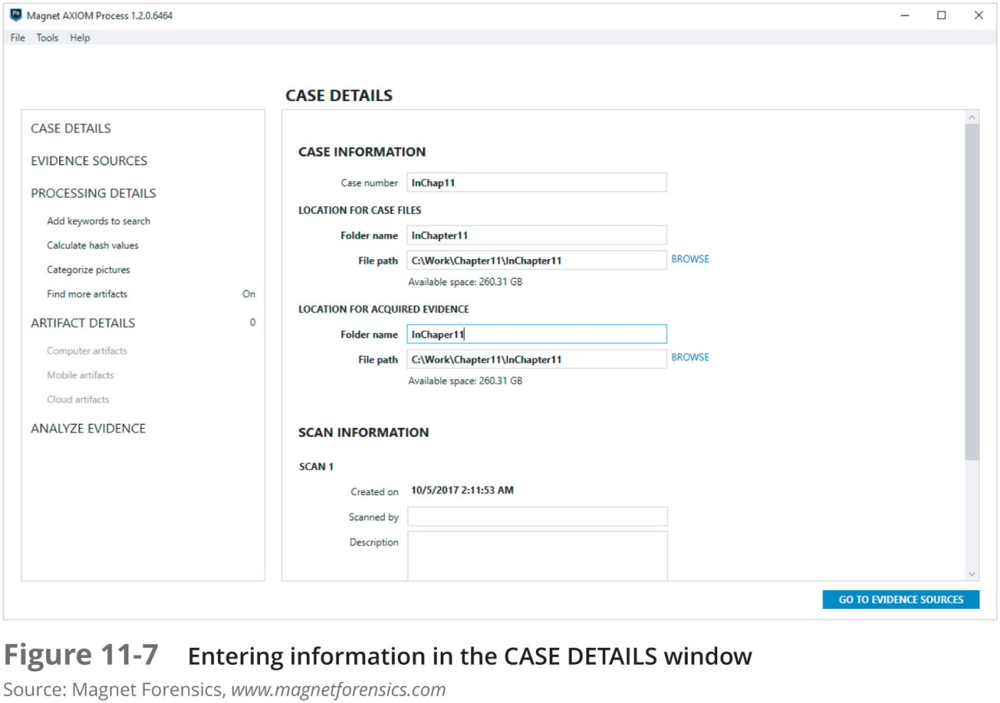 Magnet AXIOM Process 1.2.0.6464
File Tools Help
CASE DETAILS
CASE DETAILS
EVIDENCE SOURCES
PROCESSING DETAILS
Add keywords to search
Calculate hash values
Categorize pictures
Find more artifacts On
ARTIFACT DETAILS 0
Computer artifacts
Mobile artifacts
Cloud artifacts
ANALYZE EVIDENCE
CASE INFORMATION
Case number InChap11
LOCATION FOR CASE FILES
Folder name InChapter11
File path C:\Work\Chapter11\InChapter11 BROWSE
Available space: 260.31 GB
LOCATION FOR ACQUIRED EVIDENCE
Folder name InChaper11
File path C:\Work\Chapter11\InChapter11 BROWSE
Available space: 260.31 GB
SCAN INFORMATION
SCAN 1
Created on 10/5/2017 2:11:53 AM
Scanned by
Description
GO TO EVIDENCE SOURCES
Figure 11-7 Entering information in the CASE DETAILS window
Source: Magnet Forensics, www.magnetforensics.com